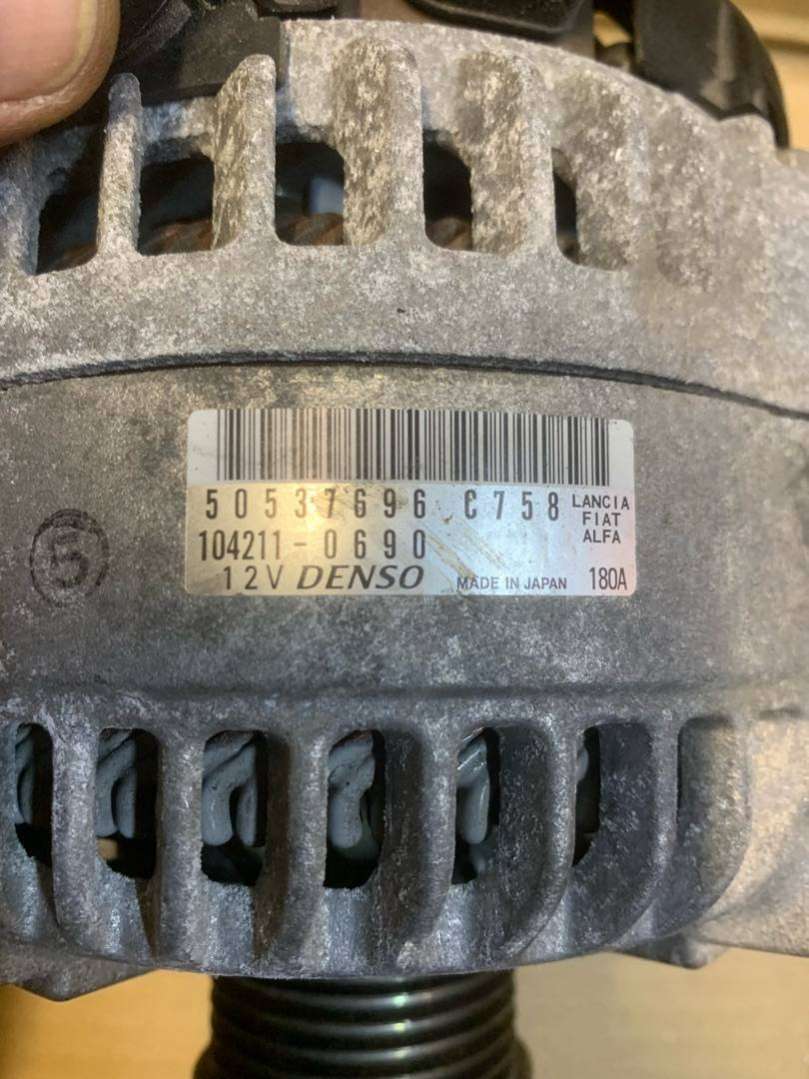 50537696 C758
LANCIA
FIAT
ALFA
104211-0690
12V DENSO MADE IN JAPAN 180A
5